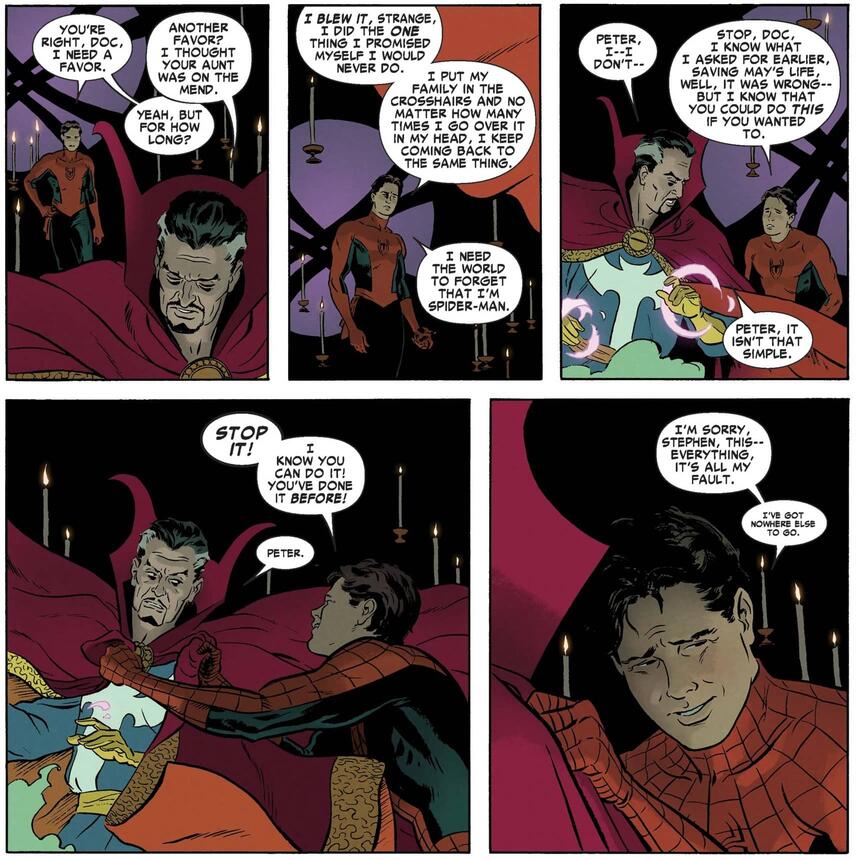 YOU'RE
RIGHT, DOC,
I NEED A
FAVOR.
ANOTHER
FAVOR?
I THOUGHT
YOUR AUNT
WAS ON THE
MEND.
YEAH, BUT
FOR HOW
LONG?
I BLEW IT, STRANGE,
I DID THE ONE
THING I PROMISED
MYSELF I WOULD
NEVER DO.
I PUT MY
FAMILY IN THE
CROSSHAIRS AND NO
MATTER HOW MANY
TIMES I GO OVER IT
IN MY HEAD, I KEEP
COMING BACK TO
THE SAME THING.
I NEED
THE WORLD
TO FORGET
THAT I'M
SPIDER-MAN.
PETER,
I--I
DON'T--
STOP, DOC,
I KNOW WHAT
I ASKED FOR EARLIER,
SAVING MAY'S LIFE,
WELL, IT WAS WRONG--
BUT I KNOW THAT
YOU COULD DO THIS
IF YOU WANTED
TO.
PETER, IT
ISN'T THAT
SIMPLE.
STOP
IT!
I
KNOW YOU
CAN DO IT!
YOU'VE DONE
IT BEFORE!
PETER.
I'M SORRY,
STEPHEN, THIS--
EVERYTHING,
IT'S ALL MY
FAULT.
I'VE GOT
NOWHERE ELSE
TO GO.